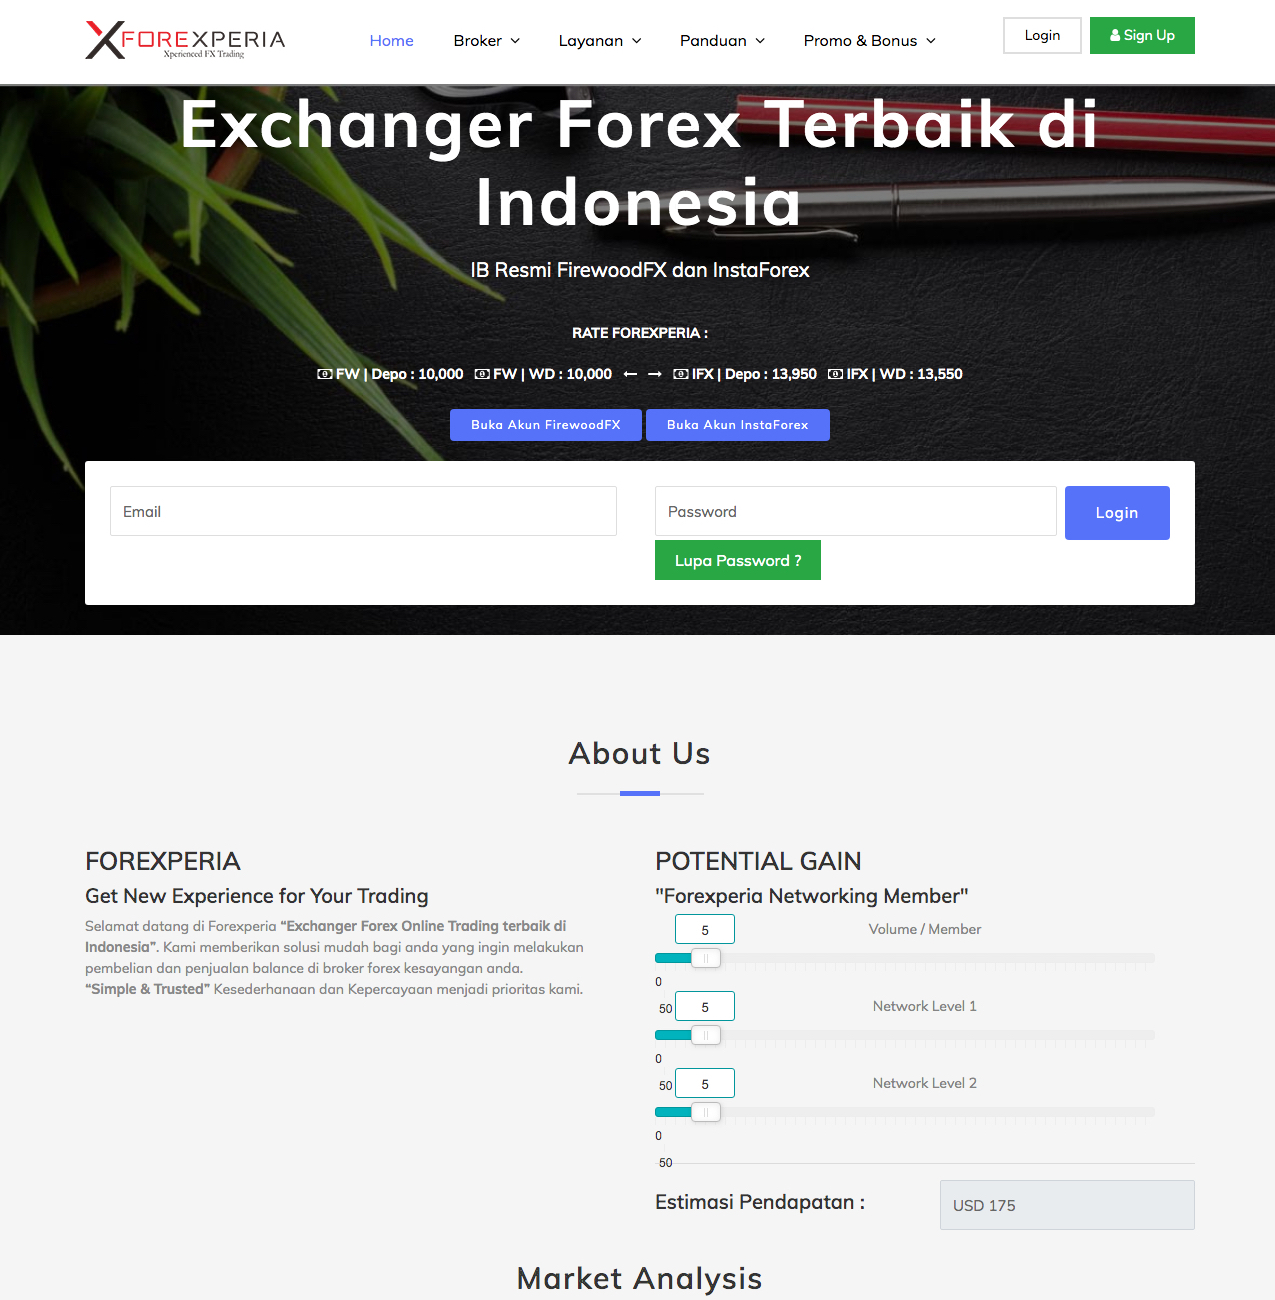 FOREXPERIA
Xperienced FX Trading
Home
Broker
Layanan
Panduan
Promo & Bonus
Login
Sign Up
Exchanger Forex Terbaik di
Indonesia
IB Resmi FirewoodFX dan InstaForex
RATE FOREXPERIA :
FW | Depo : 10,000 FW | WD : 10,000 IFX | Depo : 13,950 IFX | WD : 13,550
Buka Akun FirewoodFX
Buka Akun InstaForex
Email
Password
Login
Lupa Password ?
About Us
FOREXPERIA
Get New Experience for Your Trading
Selamat datang di Forexperia “Exchanger Forex Online Trading terbaik di
Indonesia”. Kami memberikan solusi mudah bagi anda yang ingin melakukan
pembelian dan penjualan balance di broker forex kesayangan anda.
“Simple & Trusted” Kesederhanaan dan Kepercayaan menjadi prioritas kami.
POTENTIAL GAIN
"Forexperia Networking Member"
5
Volume / Member
0
50
5
Network Level 1
0
50
5
Network Level 2
0
50
Estimasi Pendapatan :
USD 175
Market Analysis